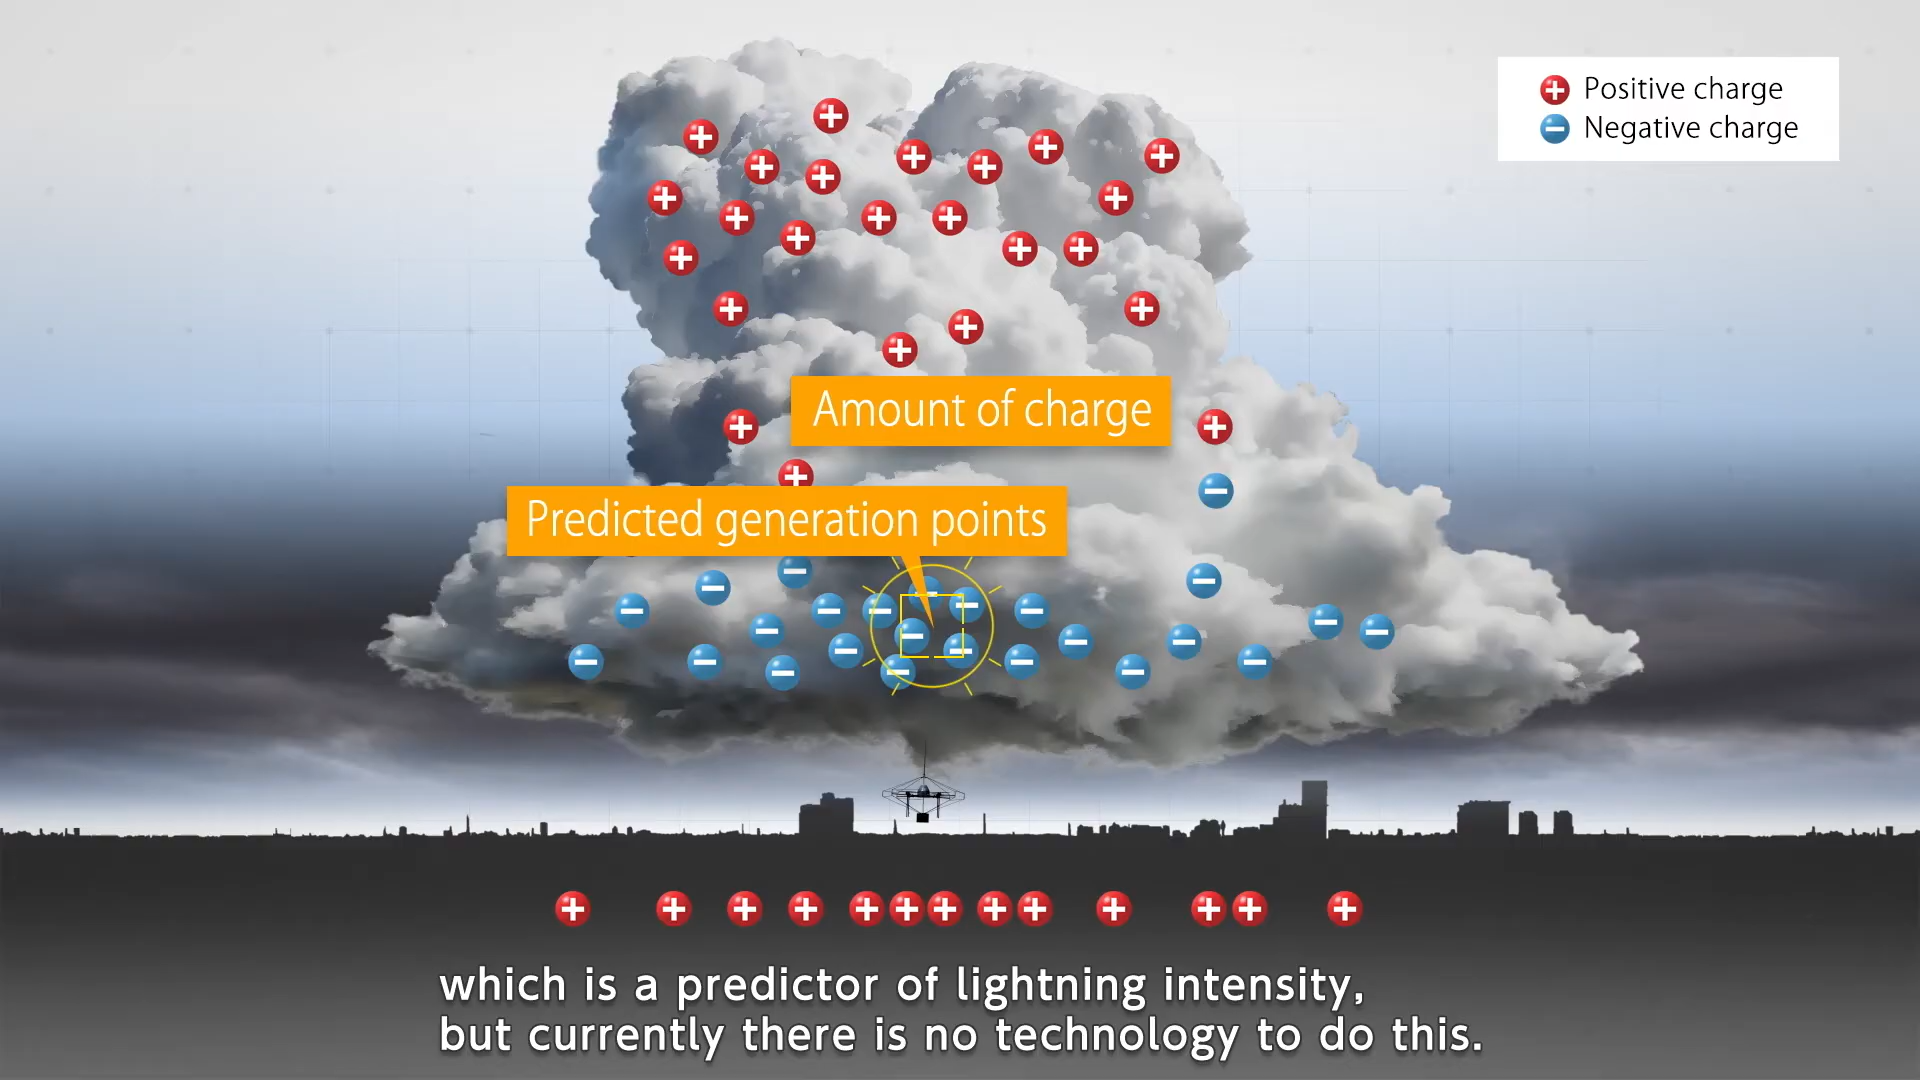 Positive charge
Negative charge
Amount of charge
Predicted generation points
which is a predictor of lightning intensity,
but currently there is no technology to do this.